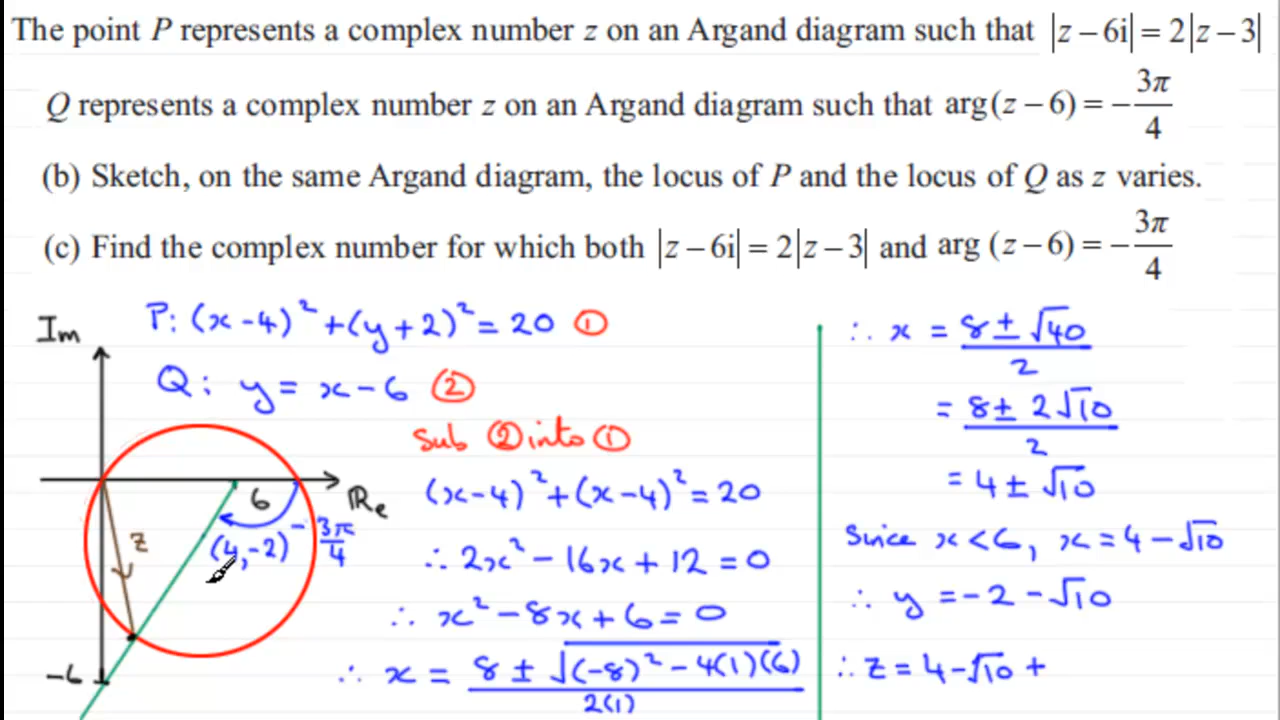 The point P represents a complex number z on an Argand diagram such that |z − 6i| = 2|z − 3|
Q represents a complex number z on an Argand diagram such that arg(z − 6) = −3π/4
(b) Sketch, on the same Argand diagram, the locus of P and the locus of Q as z varies.
(c) Find the complex number for which both |z − 6i| = 2|z − 3| and arg (z − 6) = −3π/4
Im
P: (x−4)² + (y+2)² = 20 ①
Q: y = x − 6 ②
Sub ② into ①
(x−4)² + (x−4)² = 20
∴ 2x² − 16x + 12 = 0
∴ x² − 8x + 6 = 0
∴ x = (8 ± √((−8)² − 4(1)(6)))/2(1)
6
Re
z
(4,−2)
−3π/4
−6
∴ x = (8 ± √40)/2
= (8 ± 2√10)/2
= 4 ± √10
Since x < 6, x = 4 − √10
∴ y = −2 − √10
∴ z = 4 − √10 +